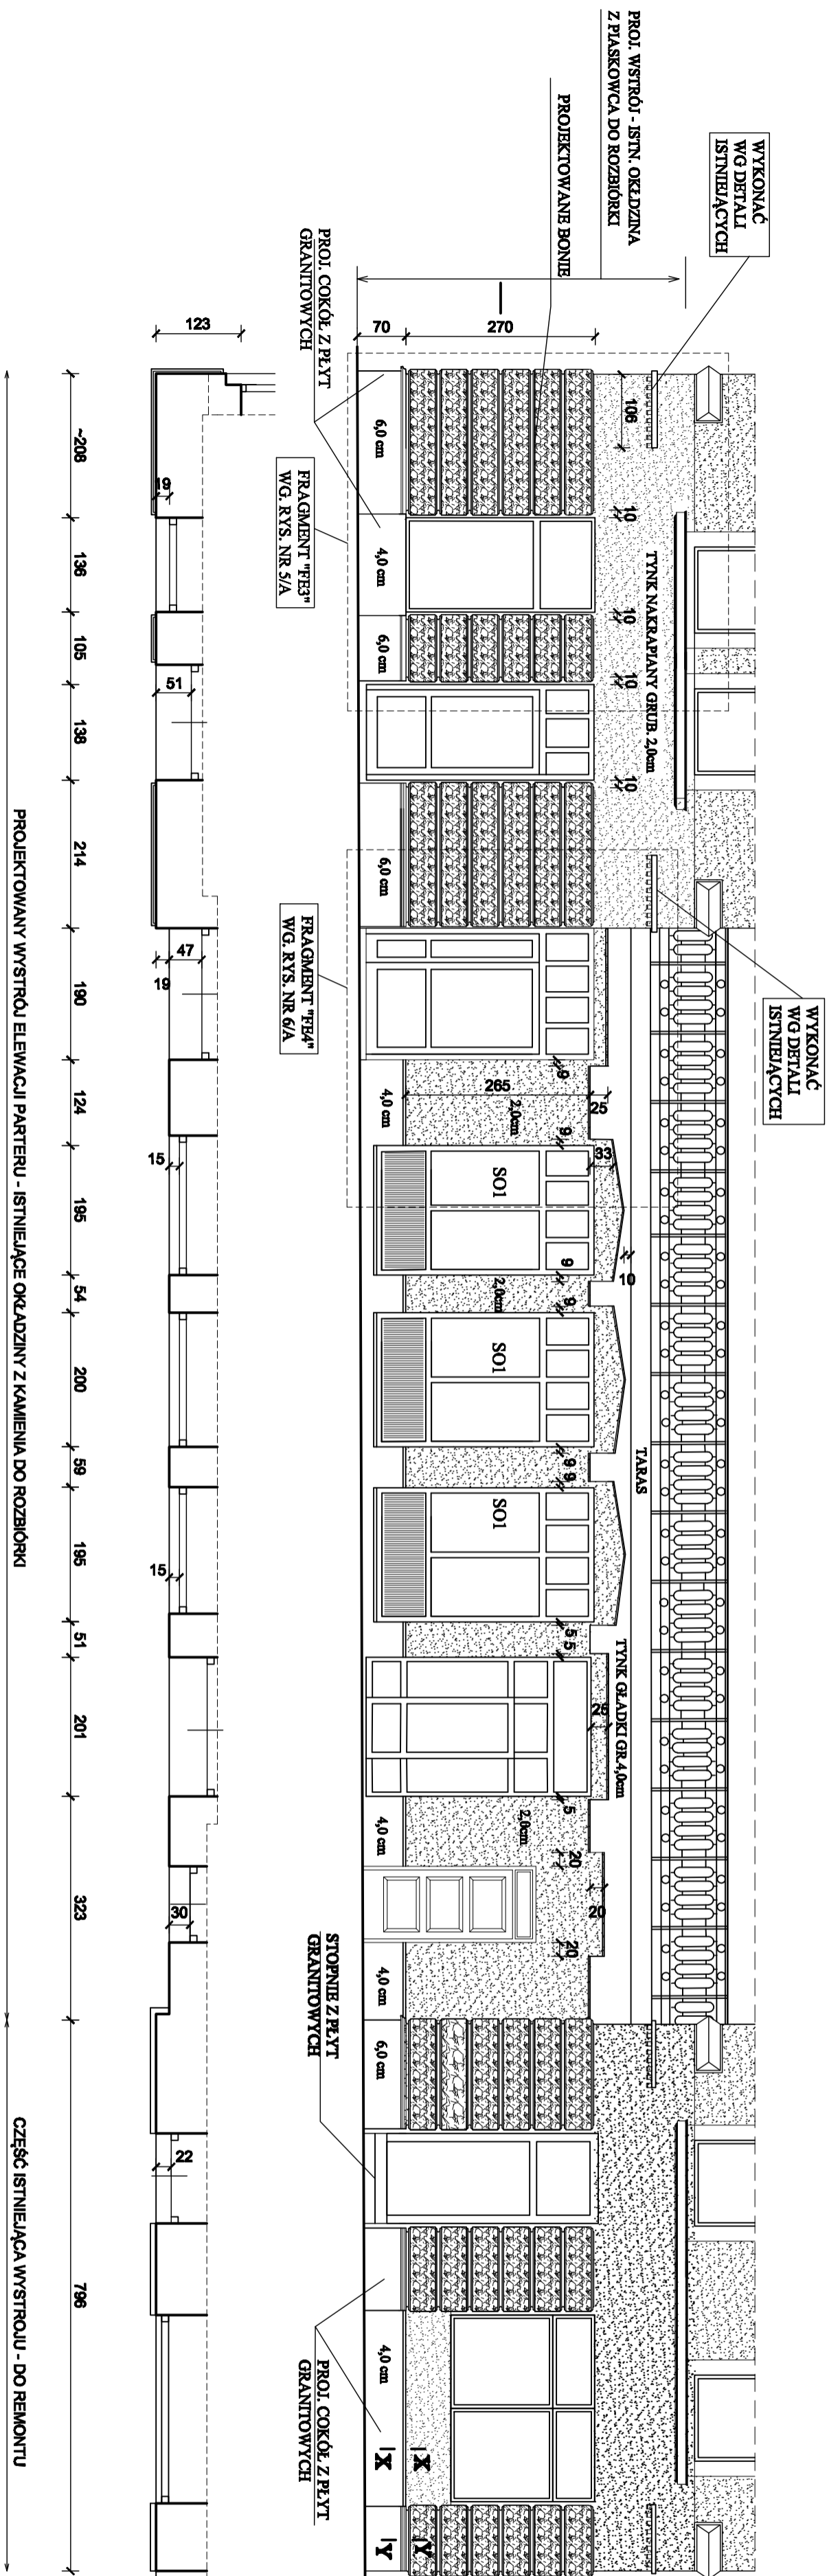 WYKONAĆ
WG DETALI
ISTNIEJĄCYCH
WYKONAĆ
WG DETALI
ISTNIEJĄCYCH
PROJ. WSTRÓJ - ISTN. OKŁDZINA
Z PIASKOWCA DO ROZBIÓRKI
PROJEKTOWANE BONIE
TYNK NAKRAPIANY GRUB. 2,0cm
TARAS
TYNK GŁADKI GR.4,0cm
106
10
10
10
10
270
70
9
25
265
2,0cm
9
33
10
9
2,0cm
9
9
9
5
5
25
5
2,0cm
20
20
20
SO1
SO1
SO1
6,0 cm
4,0 cm
6,0 cm
6,0 cm
4,0 cm
4,0 cm
4,0 cm
6,0 cm
4,0 cm
X
X
Y
Y
PROJ. COKÓŁ Z PŁYT
GRANITOWYCH
FRAGMENT "FE3"
WG. RYS. NR 5/A
FRAGMENT "FE4"
WG. RYS. NR 6/A
STOPNIE Z PŁYT
GRANITOWYCH
PROJ. COKÓŁ Z PŁYT
GRANITOWYCH
123
19
51
47
19
15
15
30
22
~208
136
105
138
214
190
124
195
54
200
59
195
51
201
323
796
PROJEKTOWANY WYSTRÓJ ELEWACJI PARTERU - ISTNIEJĄCE OKŁADZINY Z KAMIENIA DO ROZBIÓRKI
CZĘŚĆ ISTNIEJĄCA WYSTROJU - DO REMONTU